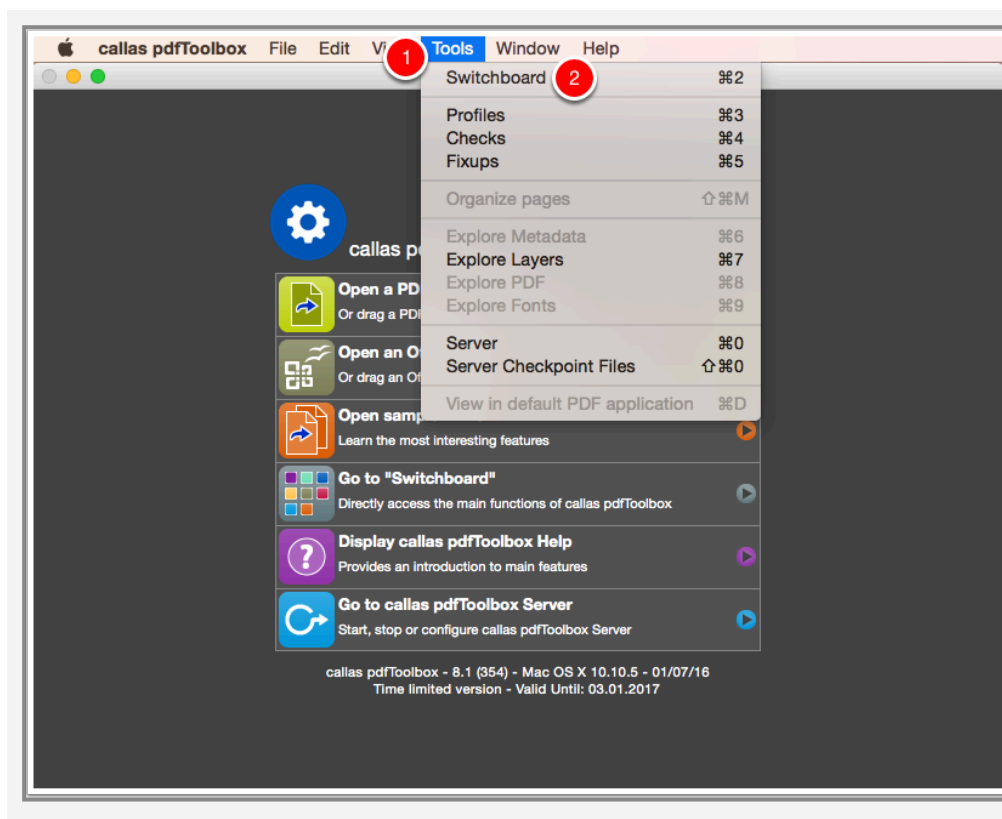 callas pdfToolbox File Edit Vi 1 Tools Window Help
Switchboard 2 ⌘2
Profiles ⌘3
Checks ⌘4
Fixups ⌘5
Organize pages ⇧⌘M
Explore Metadata ⌘6
Explore Layers ⌘7
Explore PDF ⌘8
Explore Fonts ⌘9
Server ⌘0
Server Checkpoint Files ⇧⌘0
View in default PDF application ⌘D
callas p
Open a PD
Or drag a PDF
Open an O
Or drag an Of
Open samp
Learn the most interesting features
Go to "Switchboard"
Directly access the main functions of callas pdfToolbox
Display callas pdfToolbox Help
Provides an introduction to main features
Go to callas pdfToolbox Server
Start, stop or configure callas pdfToolbox Server
callas pdfToolbox - 8.1 (354) - Mac OS X 10.10.5 - 01/07/16
Time limited version - Valid Until: 03.01.2017